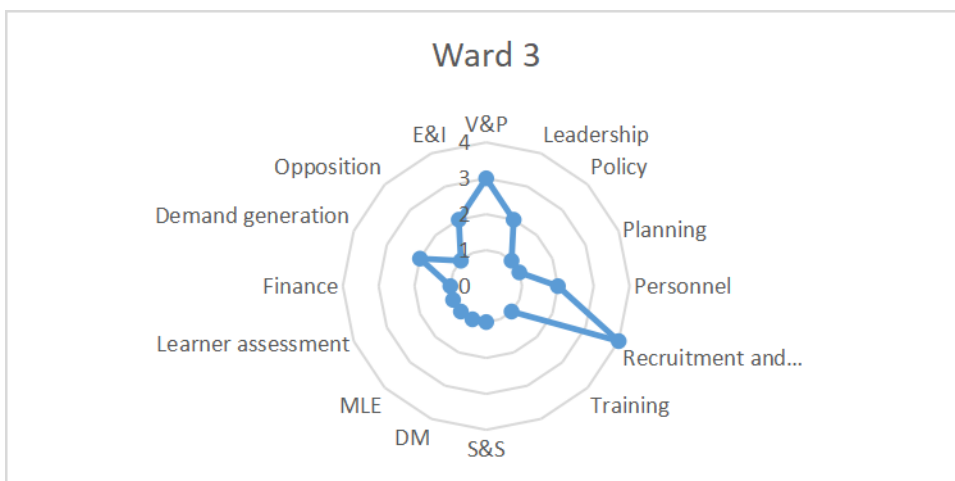 Ward 3
V&P
Leadership
Policy
Planning
Personnel
Recruitment and...
Training
S&S
DM
MLE
Learner assessment
Finance
Demand generation
Opposition
E&I
4
3
2
1
0